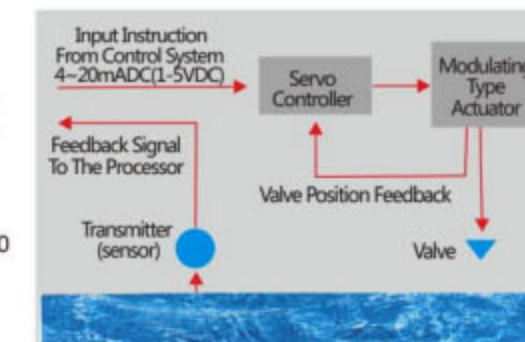 Input Instruction
From Control System
4~20mADC(1-5VDC)
Servo
Controller
Modulating
Type
Actuator
Feedback Signal
To The Processor
Valve Position Feedback
Transmitter
(sensor)
Valve
0